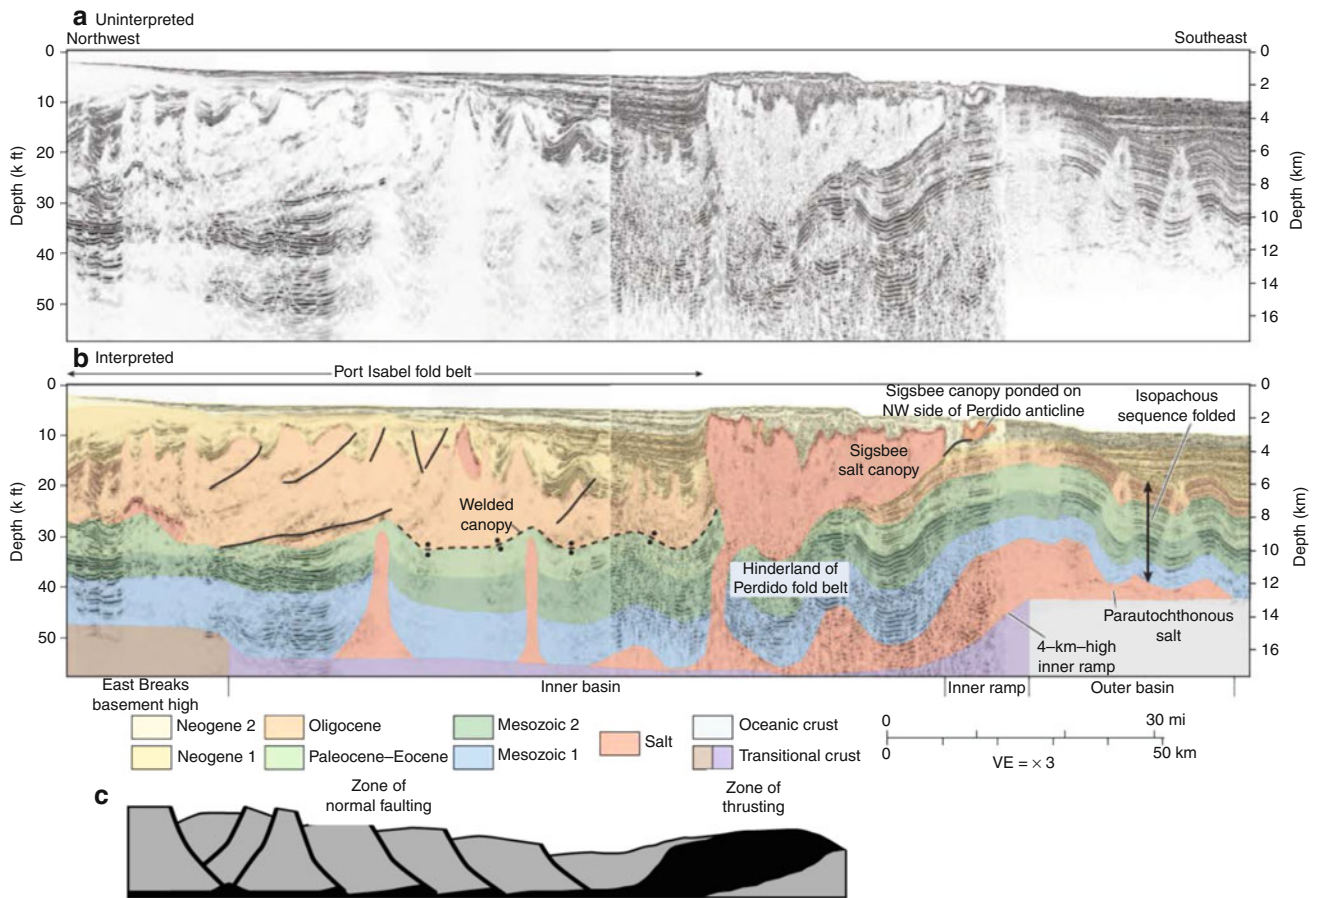 a Uninterpreted
Northwest
Southeast
0
10
20
30
40
50
Depth (k ft)
0
2
4
6
8
10
12
14
16
Depth (km)
b Interpreted
Port Isabel fold belt
Sigsbee canopy ponded on
NW side of Perdido anticline
Isopachous
sequence folded
0
10
20
30
40
50
Depth (k ft)
0
2
4
6
8
10
12
14
16
Depth (km)
Sigsbee
salt canopy
Welded
canopy
Hinderland of
Perdido fold belt
Parautochthonous
salt
4–km–high
inner ramp
East Breaks
basement high
Inner basin
Inner ramp
Outer basin
Neogene 2
Oligocene
Mesozoic 2
Oceanic crust
Neogene 1
Paleocene–Eocene
Mesozoic 1
Salt
Transitional crust
0 30 mi
0 50 km
VE = × 3
c
Zone of
normal faulting
Zone of
thrusting